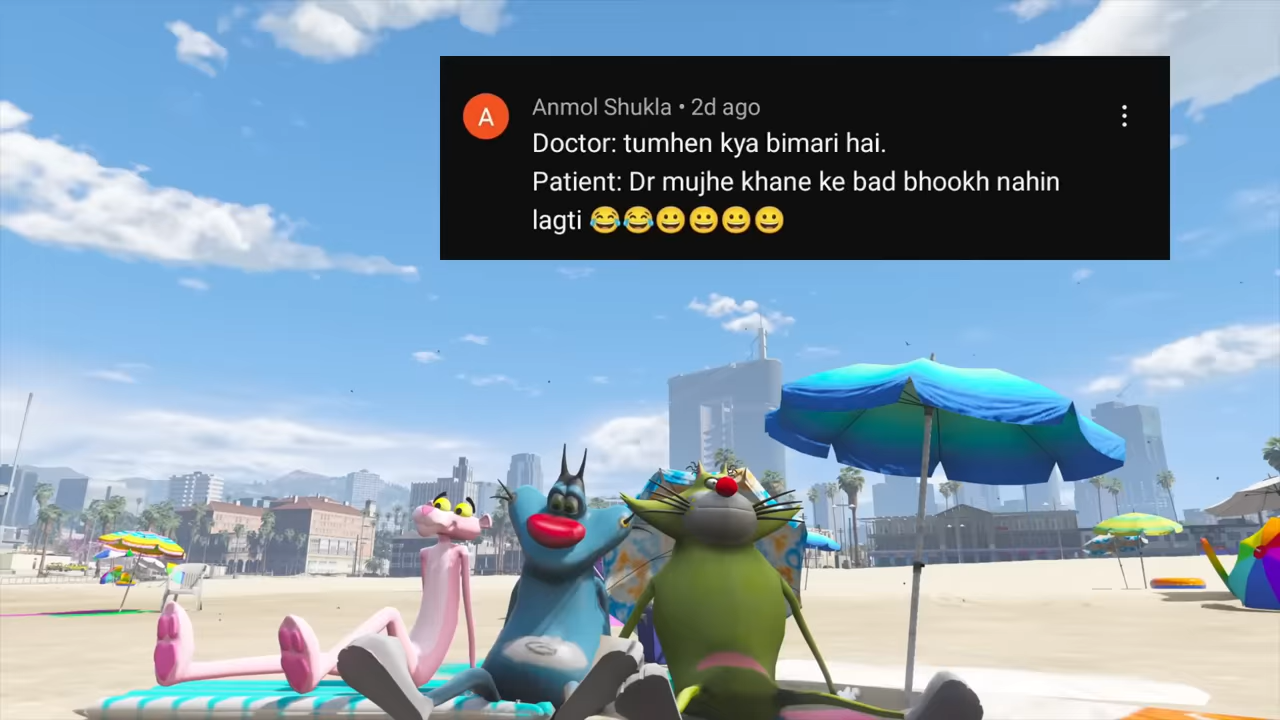 A
Anmol Shukla • 2d ago
Doctor: tumhen kya bimari hai.
Patient: Dr mujhe khane ke bad bhookh nahin
lagti 😂😂😀😀😀😀